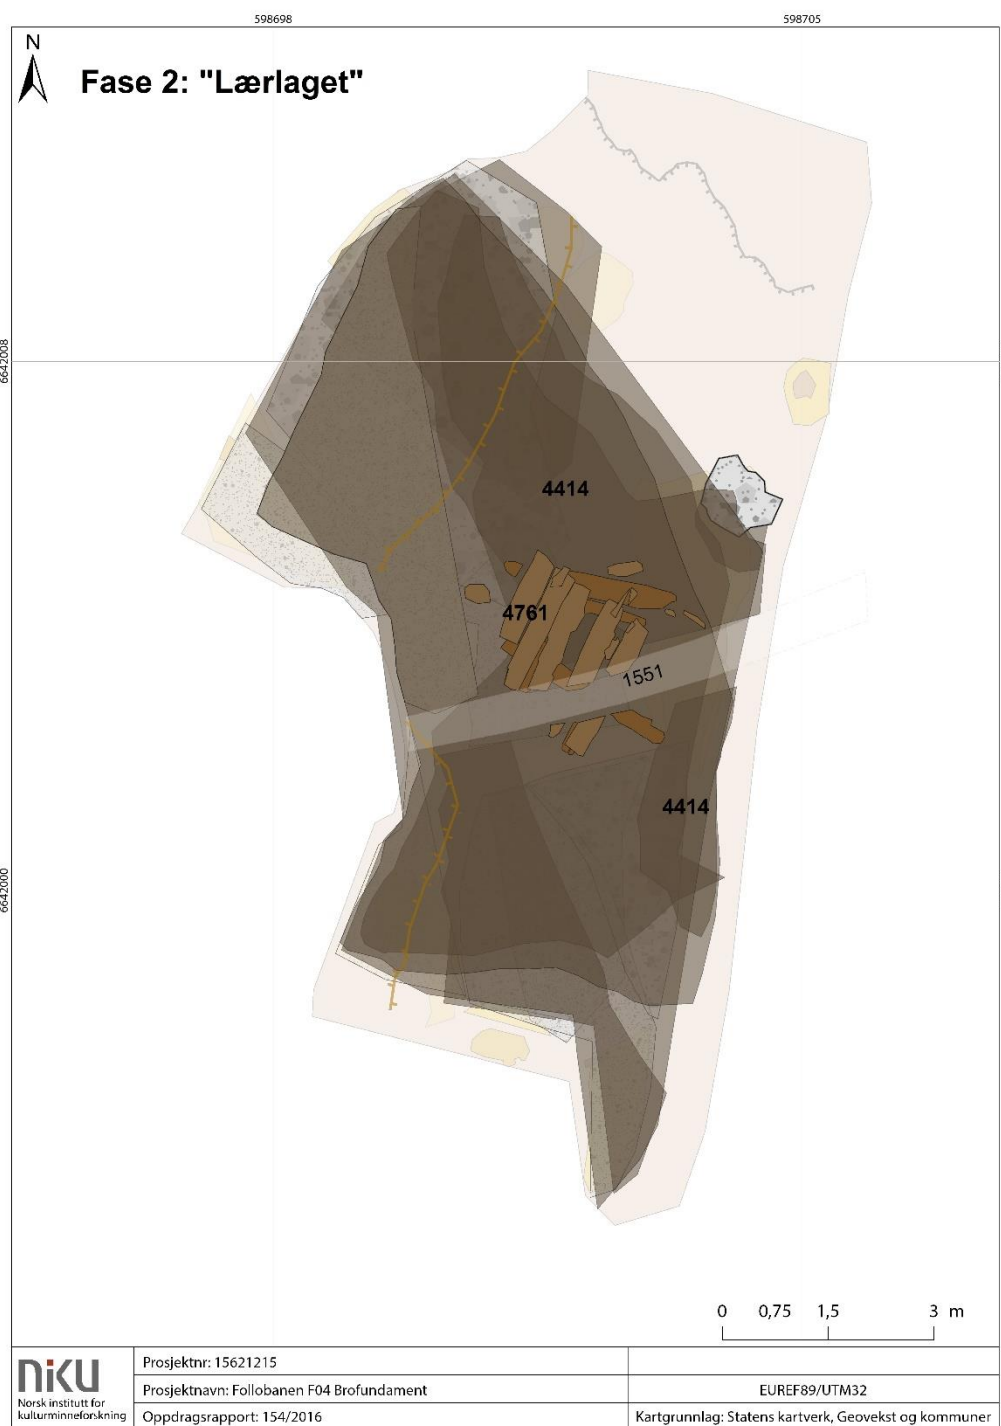 598698
598705
N
Fase 2: "Lærlaget"
6642008
4414
4761
1551
4414
6642000
0 0,75 1,5 3 m
niku
Norsk institutt for
kulturminneforskning
Prosjektnr: 15621215
Prosjektnavn: Follobanen F04 Brofundament
EUREF89/UTM32
Oppdragsrapport: 154/2016
Kartgrunnlag: Statens kartverk, Geovekst og kommuner